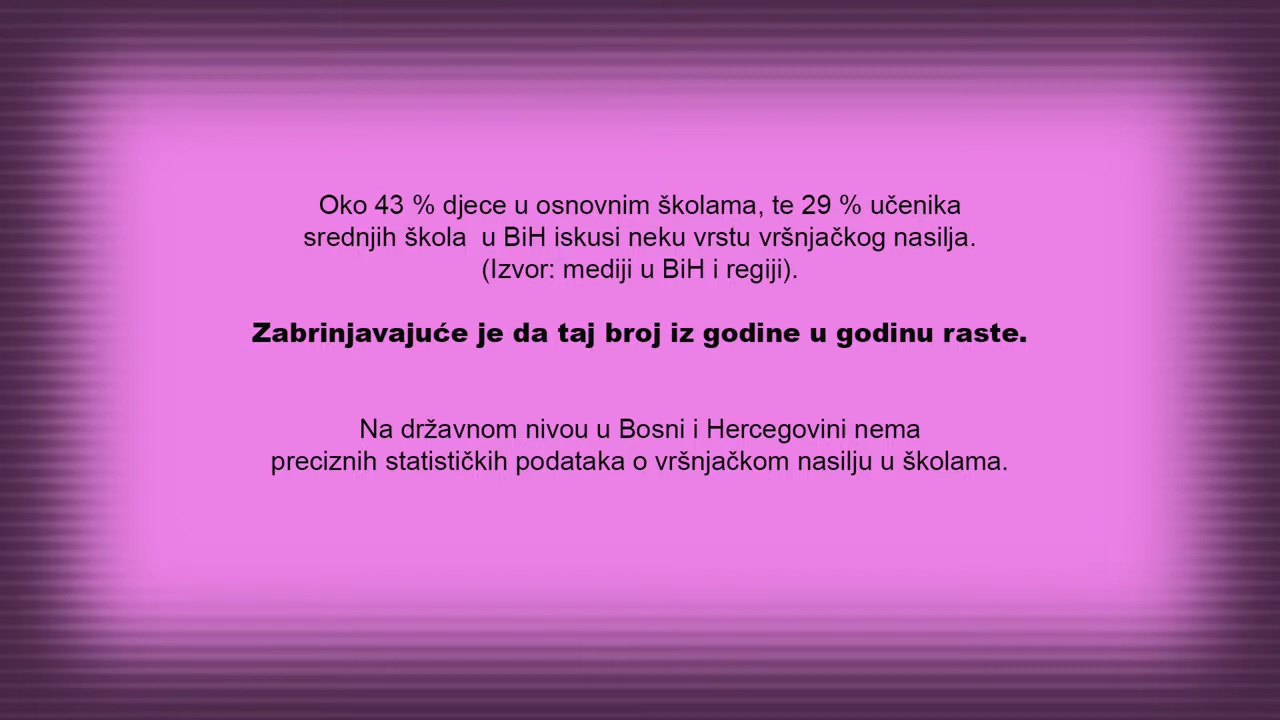 Oko 43 % djece u osnovnim školama, te 29 % učenika
srednjih škola  u BiH iskusi neku vrstu vršnjačkog nasilja.
(Izvor: mediji u BiH i regiji).
Zabrinjavajuće je da taj broj iz godine u godinu raste.
Na državnom nivou u Bosni i Hercegovini nema
preciznih statističkih podataka o vršnjačkom nasilju u školama.